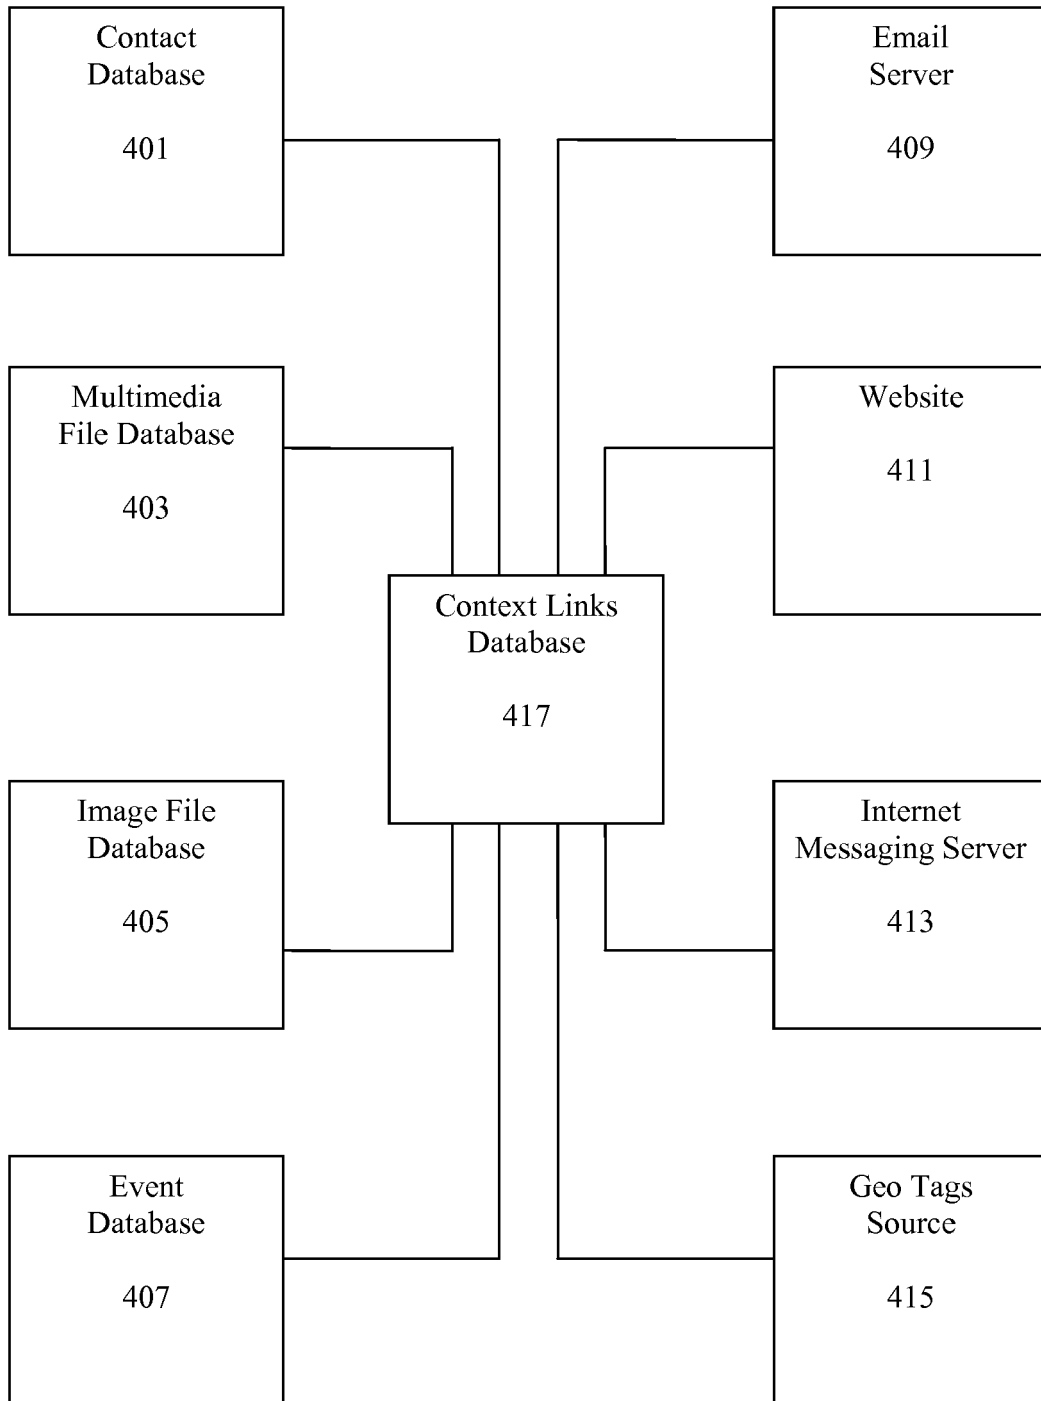 Contact
Database
401
Email
Server
409
Multimedia
File Database
403
Website
411
Context Links
Database
417
Image File
Database
405
Internet
Messaging Server
413
Event
Database
407
Geo Tags
Source
415